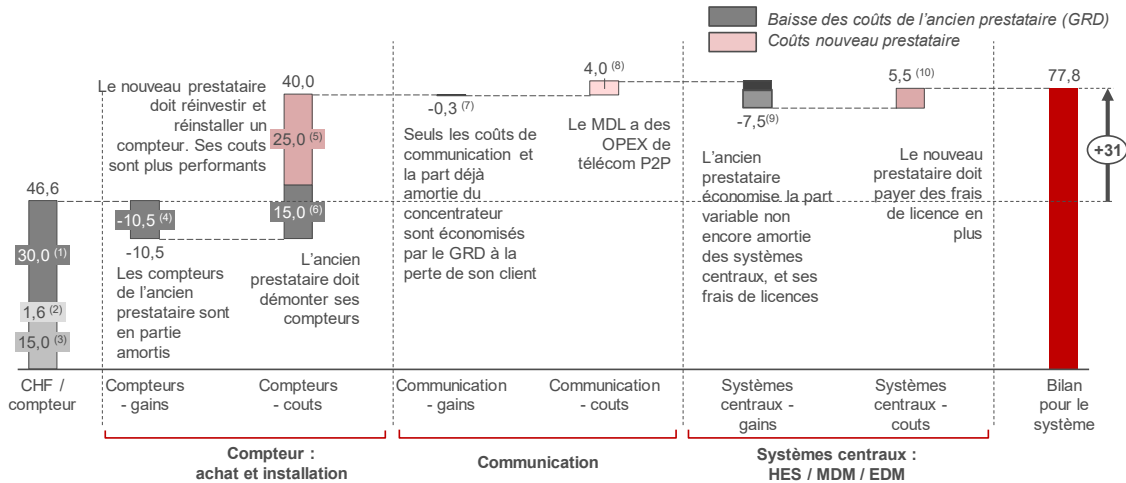 Baisse des coûts de l'ancien prestataire (GRD)
Coûts nouveau prestataire
Le nouveau prestataire
doit réinvestir et
réinstaller un
compteur. Ses couts
sont plus performants
46,6
30,0 (1)
1,6 (2)
15,0 (3)
-10,5 (4)
-10,5
Les compteurs
de l'ancien
prestataire sont
en partie
amortis
40,0
25,0 (5)
15,0 (6)
L'ancien
prestataire doit
démonter ses
compteurs
-0,3 (7)
Seuls les coûts de
communication et
la part déjà
amortie du
concentrateur
sont économisés
par le GRD à la
perte de son client
4,0 (8)
Le MDL a des
OPEX de
télécom P2P
-7,5(9)
L'ancien
prestataire
économise la part
variable non
encore amortie
des systèmes
centraux, et ses
frais de licences
5,5 (10)
Le nouveau
prestataire doit
payer des frais
de licence en
plus
77,8
+31
CHF /
compteur
Compteurs
- gains
Compteurs
- couts
Communication
- gains
Communication
- couts
Systèmes
centraux -
gains
Systèmes
centraux -
couts
Bilan
pour le
système
Compteur :
achat et installation
Communication
Systèmes centraux :
HES / MDM / EDM